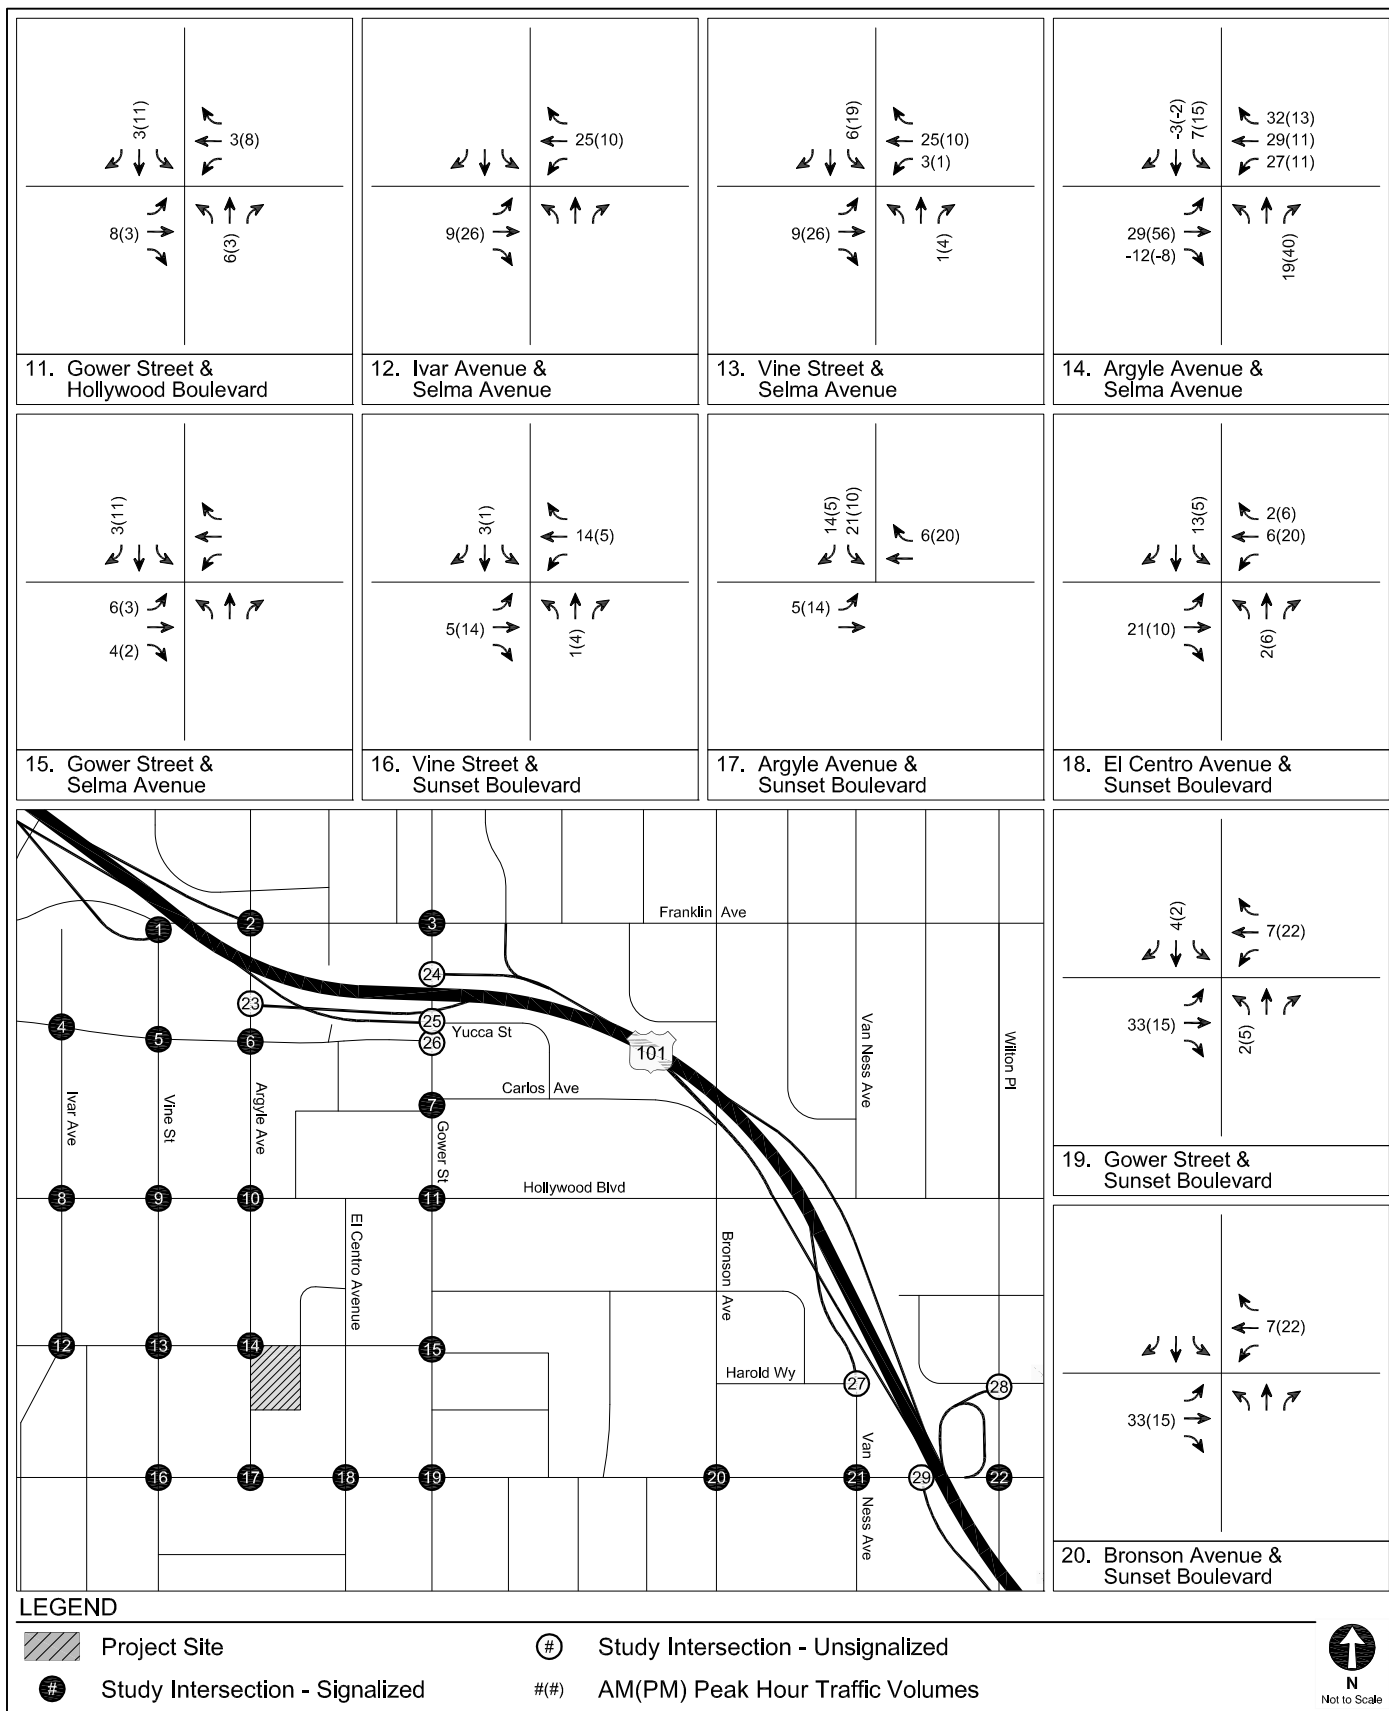 3(11)
3(8)
8(3)
6(3)
11. Gower Street &
Hollywood Boulevard
25(10)
9(26)
12. Ivar Avenue &
Selma Avenue
6(19)
25(10)
3(1)
9(26)
1(4)
13. Vine Street &
Selma Avenue
-3(-2)
7(15)
32(13)
29(11)
27(11)
29(56)
-12(-8)
19(40)
14. Argyle Avenue &
Selma Avenue
3(11)
6(3)
4(2)
15. Gower Street &
Selma Avenue
3(1)
14(5)
5(14)
1(4)
16. Vine Street &
Sunset Boulevard
14(5)
21(10)
6(20)
5(14)
17. Argyle Avenue &
Sunset Boulevard
13(5)
2(6)
6(20)
21(10)
2(6)
18. El Centro Avenue &
Sunset Boulevard
Franklin Ave
1
2
3
24
23
25
Yucca St
26
4
5
6
101
Van Ness Ave
Wilton Pl
Ivar Ave
Vine St
Argyle Ave
Carlos Ave
7
Gower St
8
9
10
11
Hollywood Blvd
El Centro Avenue
Bronson Ave
12
13
14
15
Harold Wy
27
28
16
17
18
19
20
Van Ness Ave
21
29
22
4(2)
7(22)
33(15)
2(5)
19. Gower Street &
Sunset Boulevard
7(22)
33(15)
20. Bronson Avenue &
Sunset Boulevard
LEGEND
Project Site
# Study Intersection - Unsignalized
# Study Intersection - Signalized
#(#) AM(PM) Peak Hour Traffic Volumes
N
Not to Scale